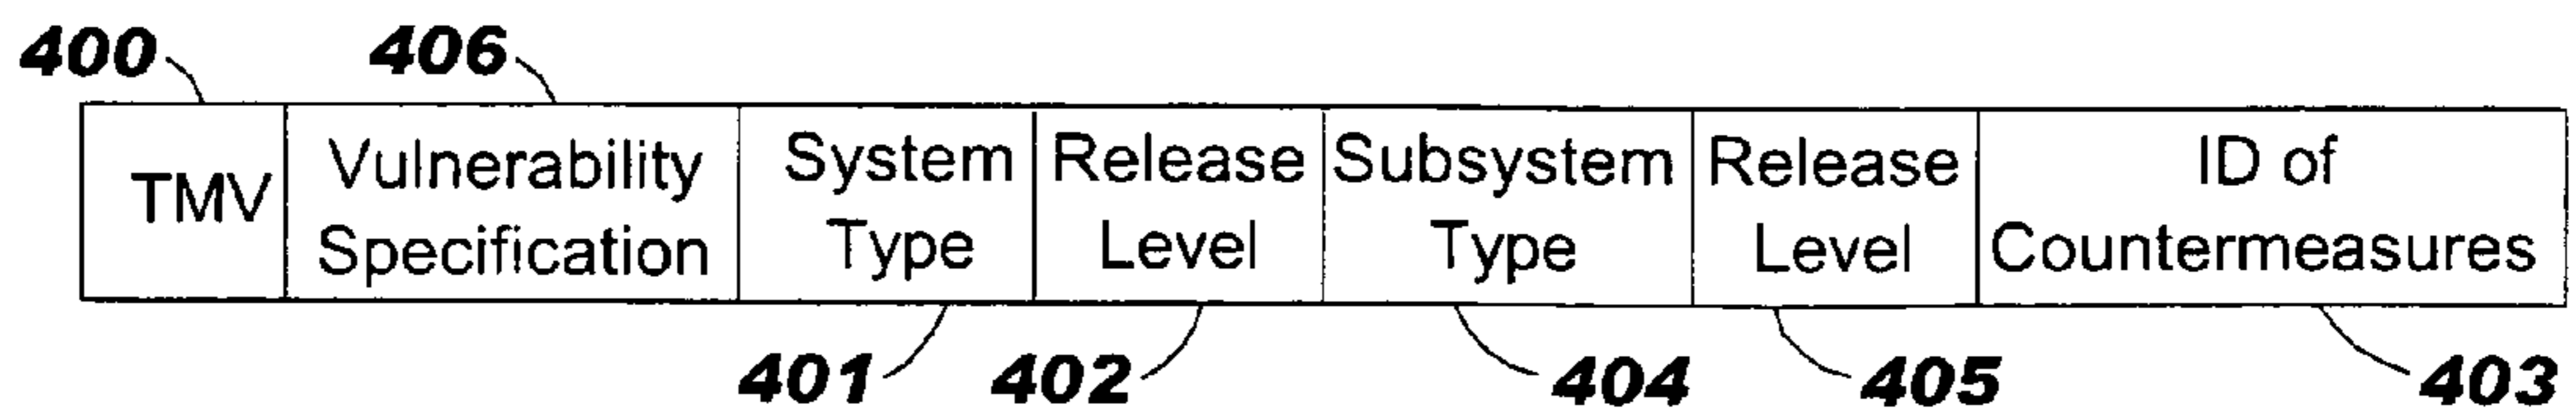 400 406
TMV
Vulnerability
Specification
System
Type
Release
Level
Subsystem
Type
Release
Level
ID of
Countermeasures
401 402 404 405 403